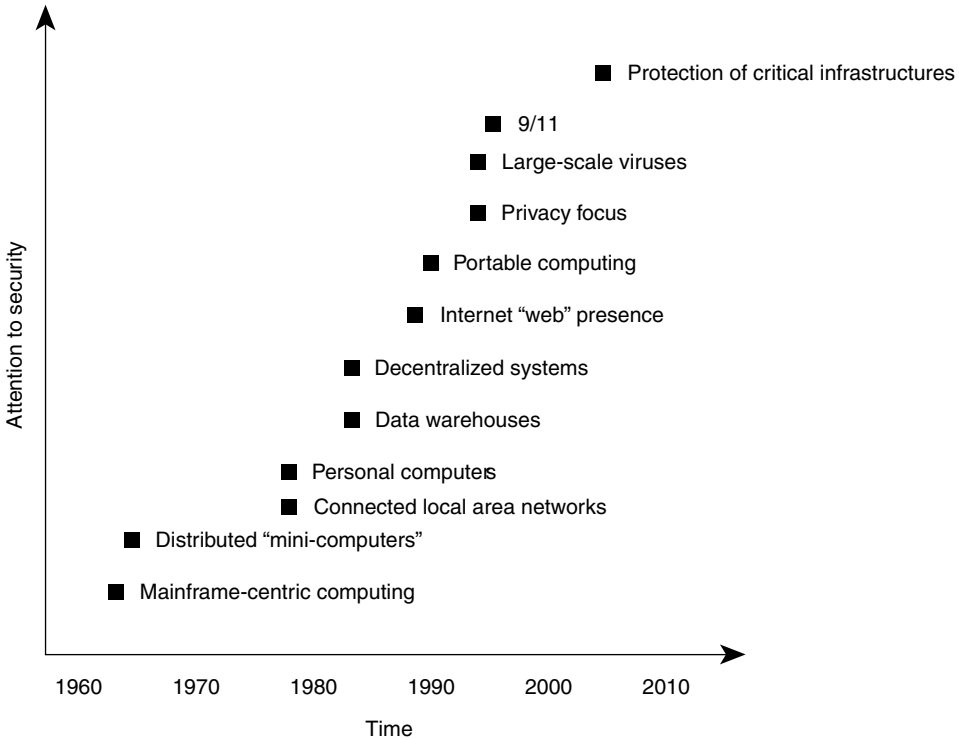 Protection of critical infrastructures
9/11
Large-scale viruses
Privacy focus
Portable computing
Internet “web” presence
Decentralized systems
Data warehouses
Personal computers
Connected local area networks
Distributed “mini-computers”
Mainframe-centric computing
Attention to security
1960 1970 1980 1990 2000 2010
Time